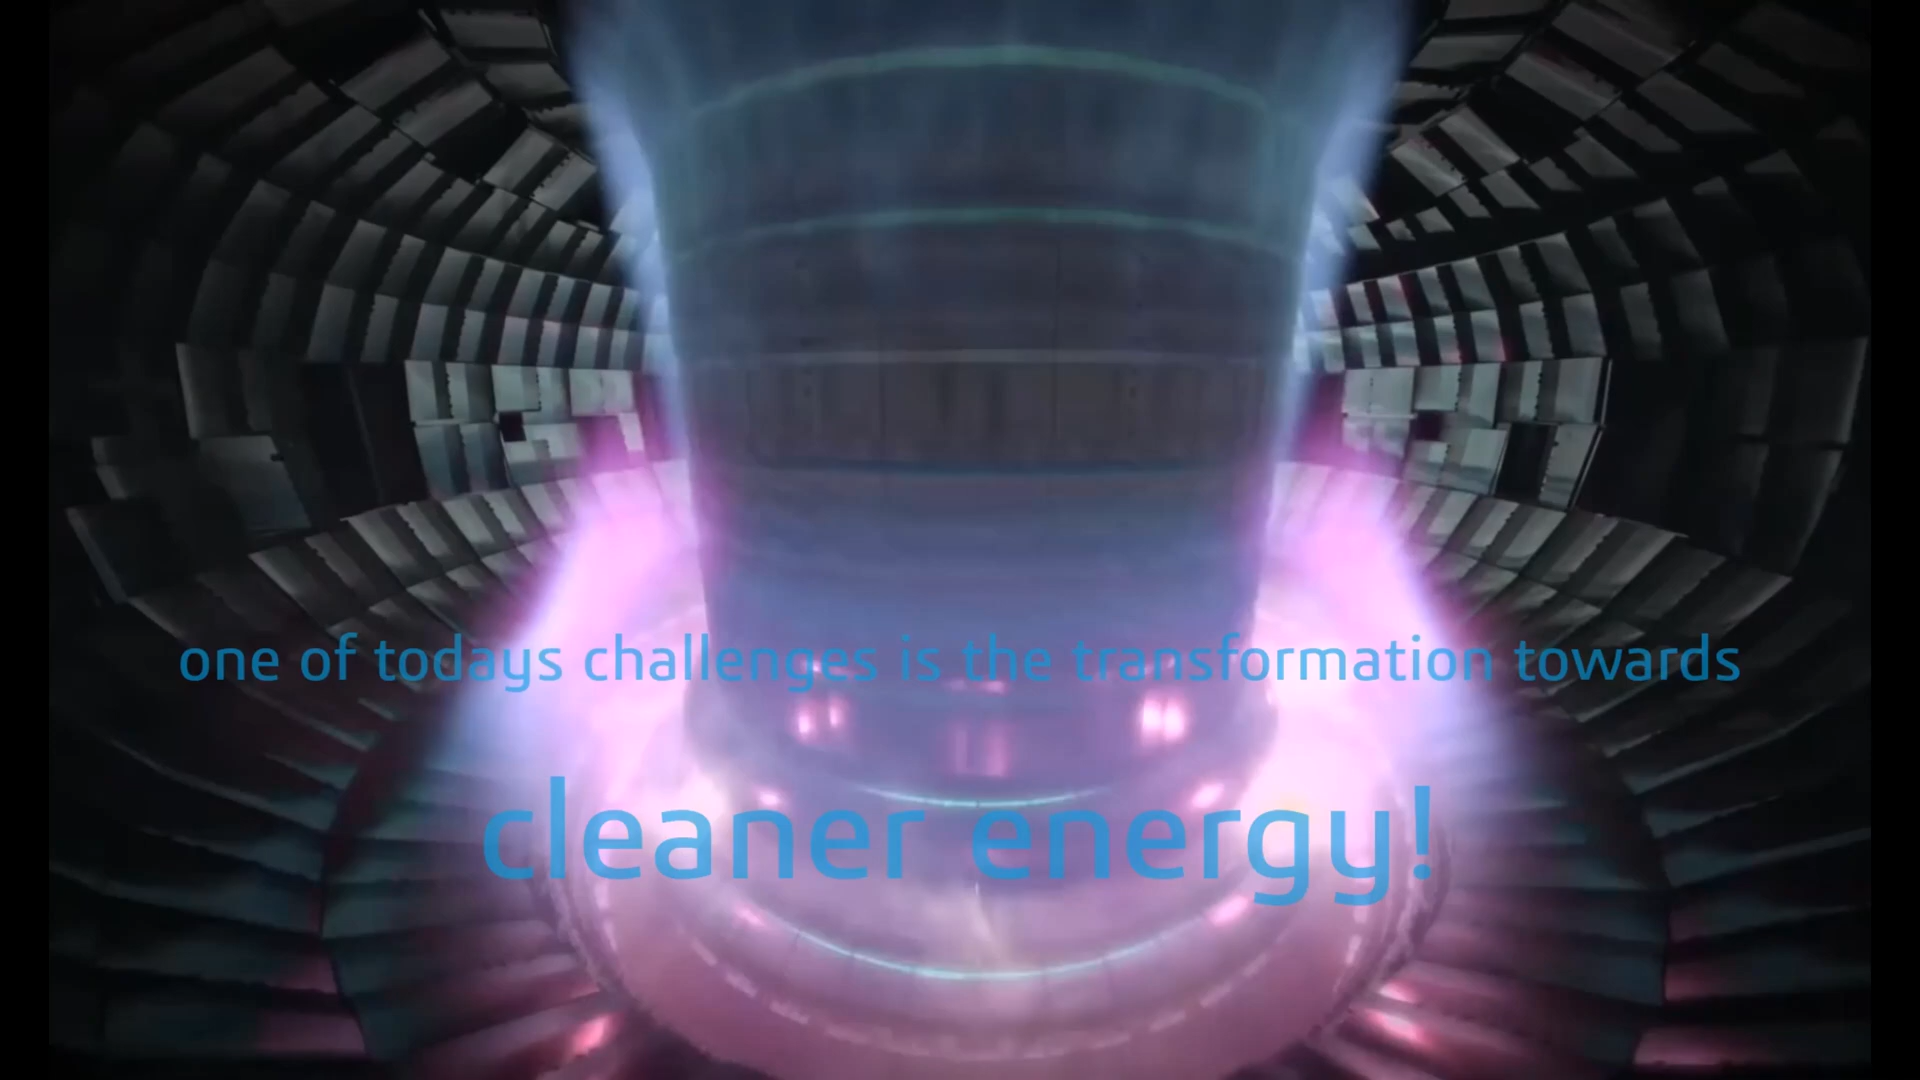 one of todays challenges is the transformation towards
cleaner energy!